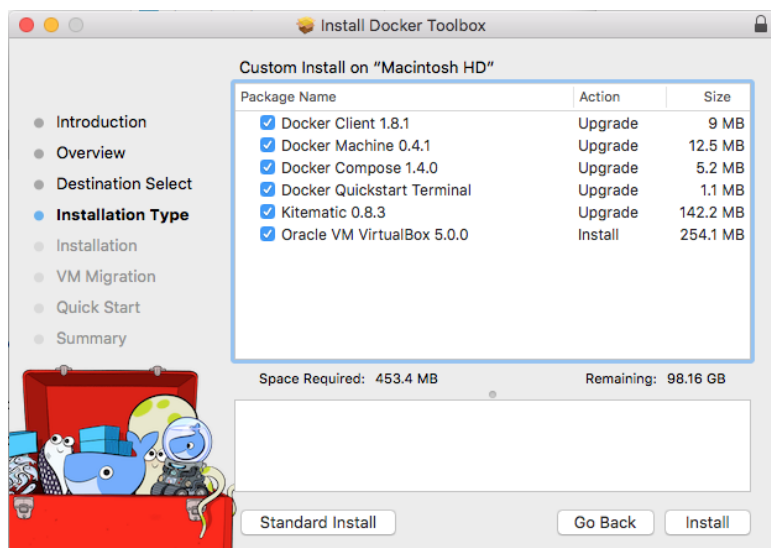 Install Docker Toolbox
Custom Install on “Macintosh HD”
Introduction
Overview
Destination Select
Installation Type
Installation
VM Migration
Quick Start
Summary
Package Name Action Size
Docker Client 1.8.1 Upgrade 9 MB
Docker Machine 0.4.1 Upgrade 12.5 MB
Docker Compose 1.4.0 Upgrade 5.2 MB
Docker Quickstart Terminal Upgrade 1.1 MB
Kitematic 0.8.3 Upgrade 142.2 MB
Oracle VM VirtualBox 5.0.0 Install 254.1 MB
Space Required: 453.4 MB Remaining: 98.16 GB
Standard Install Go Back Install